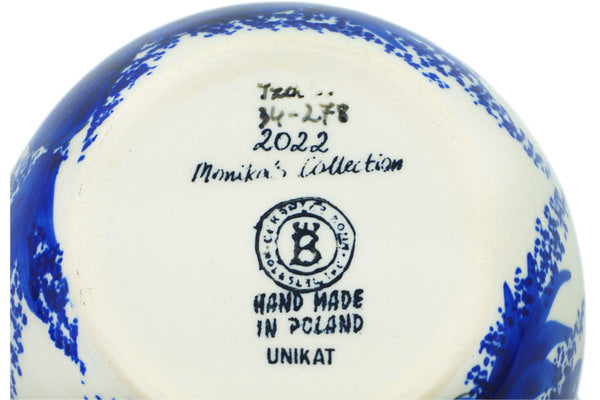 34-278
2022
Monika's Collection
B
HAND MADE
IN POLAND
UNIKAT